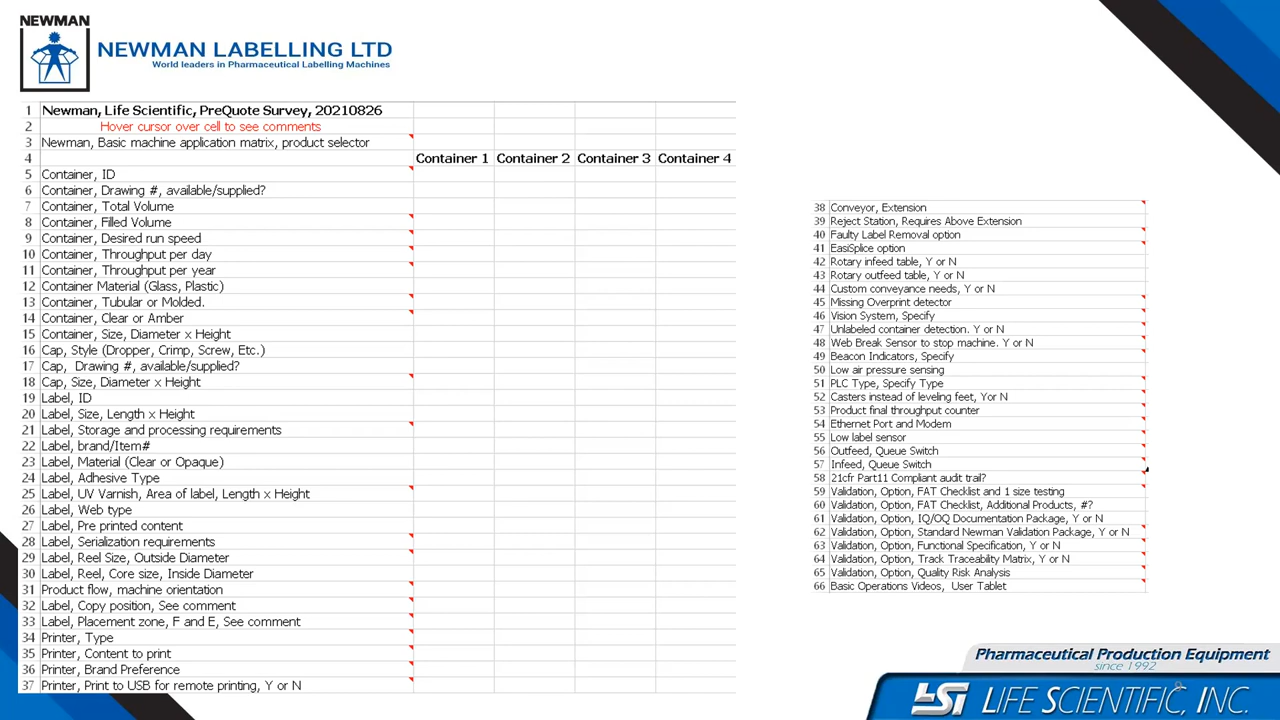 NEWMAN
NEWMAN LABELLING LTD
World leaders in Pharmaceutical Labelling Machines
1 Newman, Life Scientific, PreQuote Survey, 20210826
2 Hover cursor over cell to see comments
3 Newman, Basic machine application matrix, product selector
4 Container 1 Container 2 Container 3 Container 4
5 Container, ID
6 Container, Drawing #, available/supplied?
7 Container, Total Volume
8 Container, Filled Volume
9 Container, Desired run speed
10 Container, Throughput per day
11 Container, Throughput per year
12 Container Material (Glass, Plastic)
13 Container, Tubular or Molded.
14 Container, Clear or Amber
15 Container, Size, Diameter x Height
16 Cap, Style (Dropper, Crimp, Screw, Etc.)
17 Cap, Drawing #, available/supplied?
18 Cap, Size, Diameter x Height
19 Label, ID
20 Label, Size, Length x Height
21 Label, Storage and processing requirements
22 Label, brand/Item#
23 Label, Material (Clear or Opaque)
24 Label, Adhesive Type
25 Label, UV Varnish, Area of label, Length x Height
26 Label, Web type
27 Label, Pre printed content
28 Label, Serialization requirements
29 Label, Reel Size, Outside Diameter
30 Label, Reel, Core size, Inside Diameter
31 Product flow, machine orientation
32 Label, Copy position, See comment
33 Label, Placement zone, F and E, See comment
34 Printer, Type
35 Printer, Content to print
36 Printer, Brand Preference
37 Printer, Print to USB for remote printing, Y or N
38 Conveyor, Extension
39 Reject Station, Requires Above Extension
40 Faulty Label Removal option
41 EasiSplice option
42 Rotary infeed table, Y or N
43 Rotary outfeed table, Y or N
44 Custom conveyance needs, Y or N
45 Missing Overprint detector
46 Vision System, Specify
47 Unlabeled container detection. Y or N
48 Web Break Sensor to stop machine. Y or N
49 Beacon Indicators, Specify
50 Low air pressure sensing
51 PLC Type, Specify Type
52 Casters instead of leveling feet, Yor N
53 Product final throughput counter
54 Ethernet Port and Modem
55 Low label sensor
56 Outfeed, Queue Switch
57 Infeed, Queue Switch
58 21cfr Part11 Compliant audit trail?
59 Validation, Option, FAT Checklist and 1 size testing
60 Validation, Option, FAT Checklist, Additional Products, #?
61 Validation, Option, IQ/OQ Documentation Package, Y or N
62 Validation, Option, Standard Newman Validation Package, Y or N
63 Validation, Option, Functional Specification, Y or N
64 Validation, Option, Track Traceability Matrix, Y or N
65 Validation, Option, Quality Risk Analysis
66 Basic Operations Videos, User Tablet
Pharmaceutical Production Equipment
since 1992
LSI LIFE SCIENTIFIC, INC.